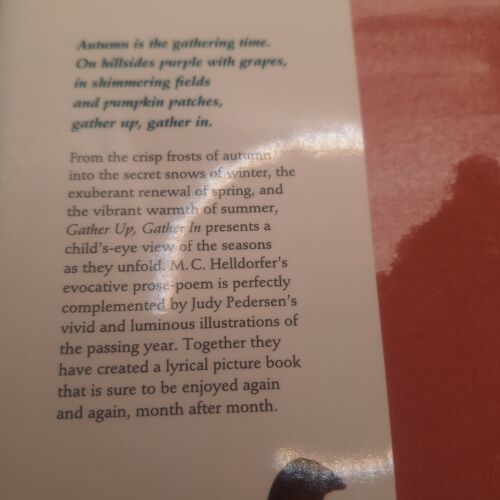 Autumn is the gathering time.
On hillsides purple with grapes,
in shimmering fields
and pumpkin patches,
gather up, gather in.
From the crisp frosts of autumn
into the secret snows of winter, the
exuberant renewal of spring, and
the vibrant warmth of summer,
Gather Up, Gather In presents a
child's-eye view of the seasons
as they unfold. M. C. Helldorfer's
evocative prose-poem is perfectly
complemented by Judy Pedersen's
vivid and luminous illustrations of
the passing year. Together they
have created a lyrical picture book
that is sure to be enjoyed again
and again, month after month.